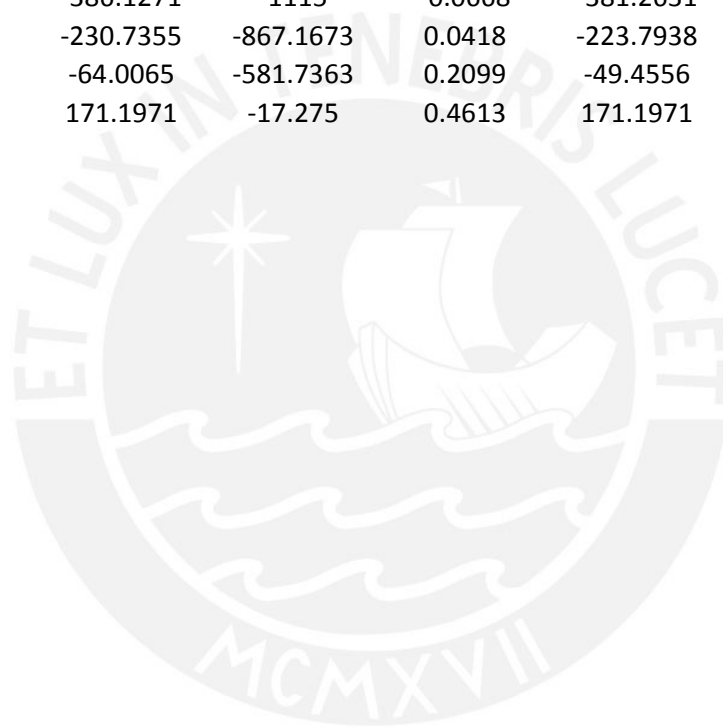 -230.7355 -867.1673 0.0418 -223.7938
-64.0065 -581.7363 0.2099 -49.4556
171.1971 -17.275 0.4613 171.1971
ET LUX IN TENEBRIS LUCET
MCMXVII